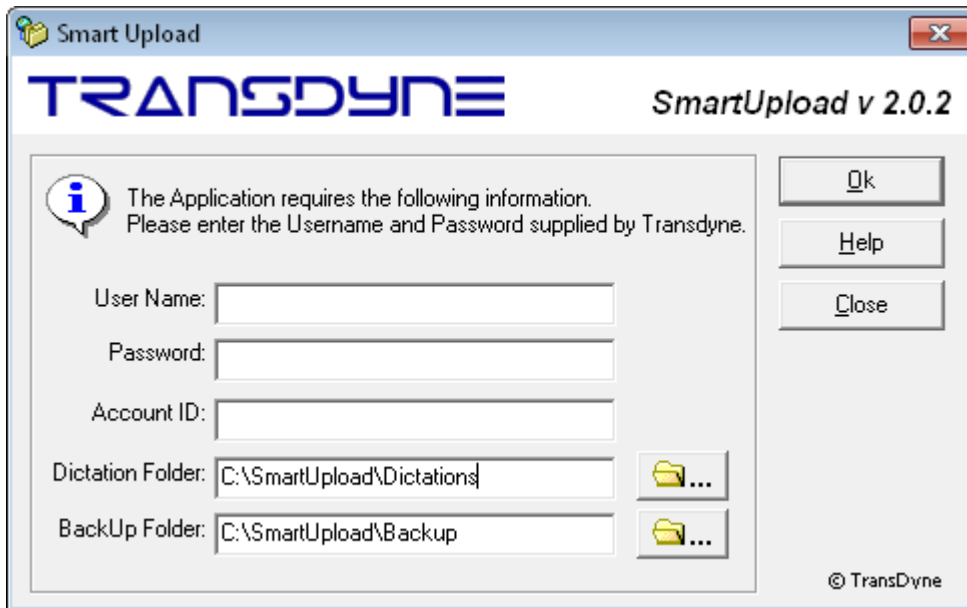 Smart Upload
TRANSDYNE
SmartUpload v 2.0.2
The Application requires the following information.
Please enter the Username and Password supplied by Transdyne.
Ok
Help
Close
User Name:
Password:
Account ID:
Dictation Folder: C:\SmartUpload\Dictations
...
BackUp Folder: C:\SmartUpload\Backup
...
© TransDyne